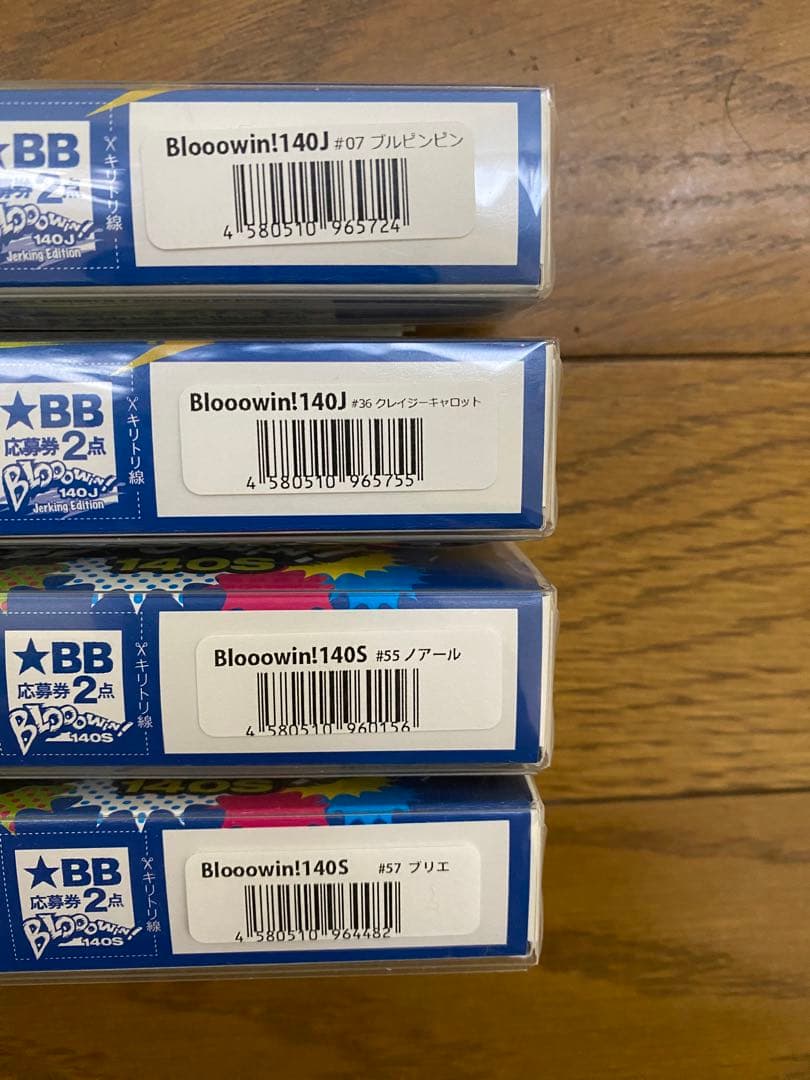 ★BB
募券2点
Blooowin!!
140J
Jerking Edition
キリトリ線
Blooowin!140J #07 ブルピンピン
4 580510 965724
★BB
応募券2点
Blooowin!!
140J
Jerking Edition
キリトリ線
Blooowin!140J #36 クレイジーキャロット
4 580510 965755
140S
★BB
応募券2点
Blooowin!
140S
キリトリ線
Blooowin!140S #55 ノアール
4 580510 960156
140S
★BB
応募券2点
Blooowin!
140S
キリトリ線
Blooowin!140S #57 ブリエ
4 580510 964482